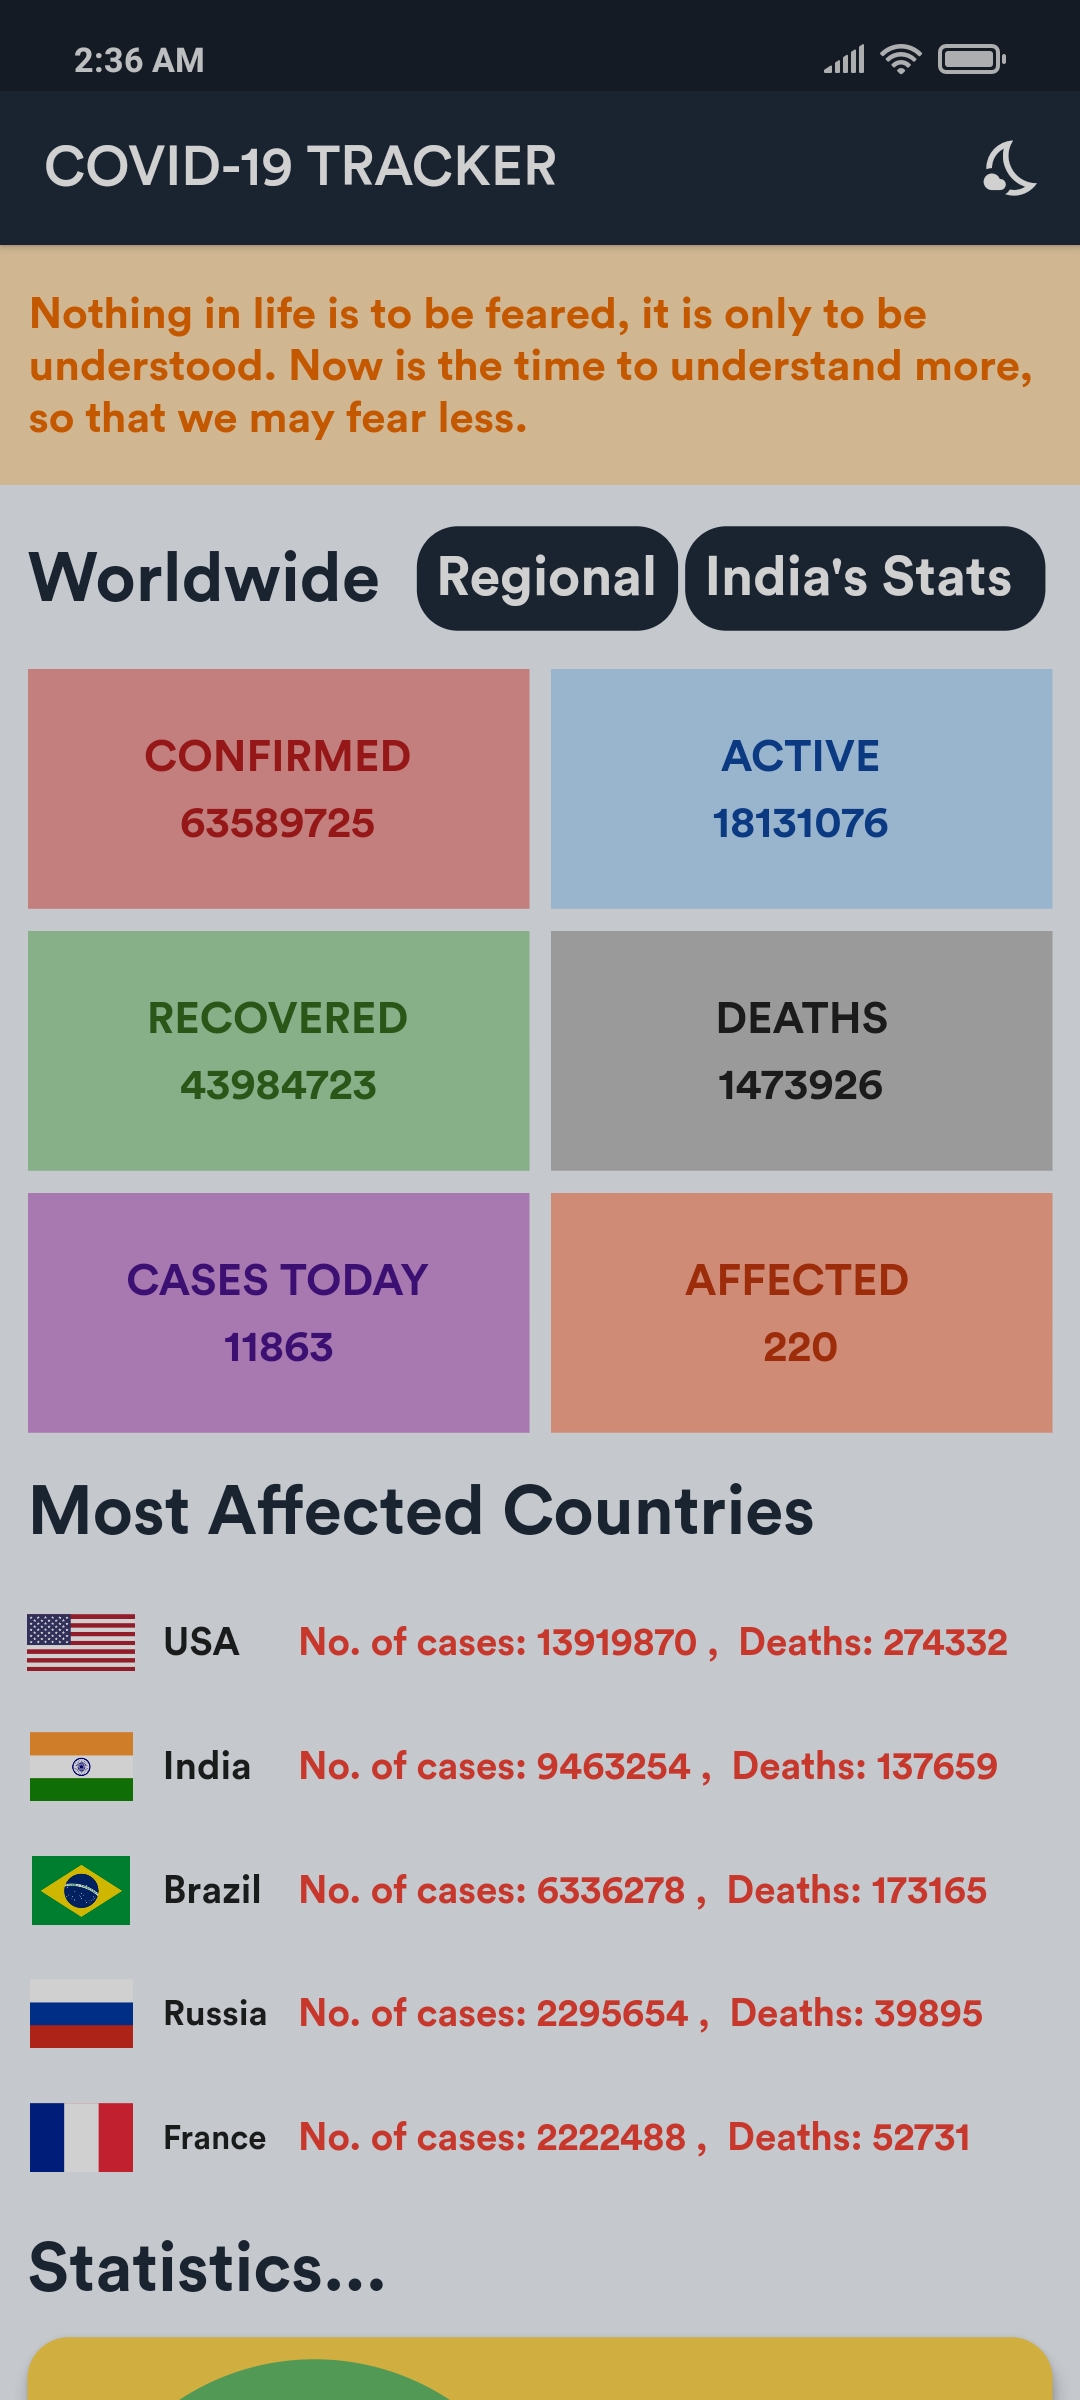 2:36 AM
COVID-19 TRACKER
Nothing in life is to be feared, it is only to be
understood. Now is the time to understand more,
so that we may fear less.
Worldwide Regional India's Stats
CONFIRMED
63589725
ACTIVE
18131076
RECOVERED
43984723
DEATHS
1473926
CASES TODAY
11863
AFFECTED
220
Most Affected Countries
USA No. of cases: 13919870 , Deaths: 274332
India No. of cases: 9463254 , Deaths: 137659
Brazil No. of cases: 6336278 , Deaths: 173165
Russia No. of cases: 2295654 , Deaths: 39895
France No. of cases: 2222488 , Deaths: 52731
Statistics...